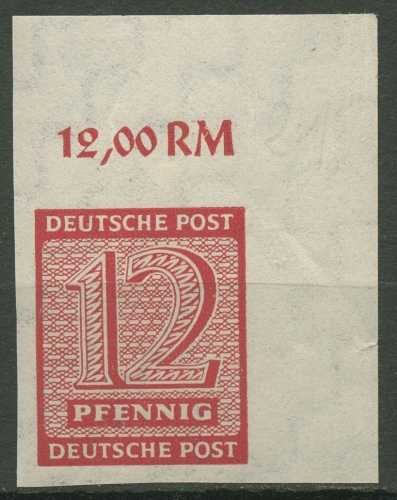 12,00 RM
DEUTSCHE POST
12
PFENNIG
DEUTSCHE POST